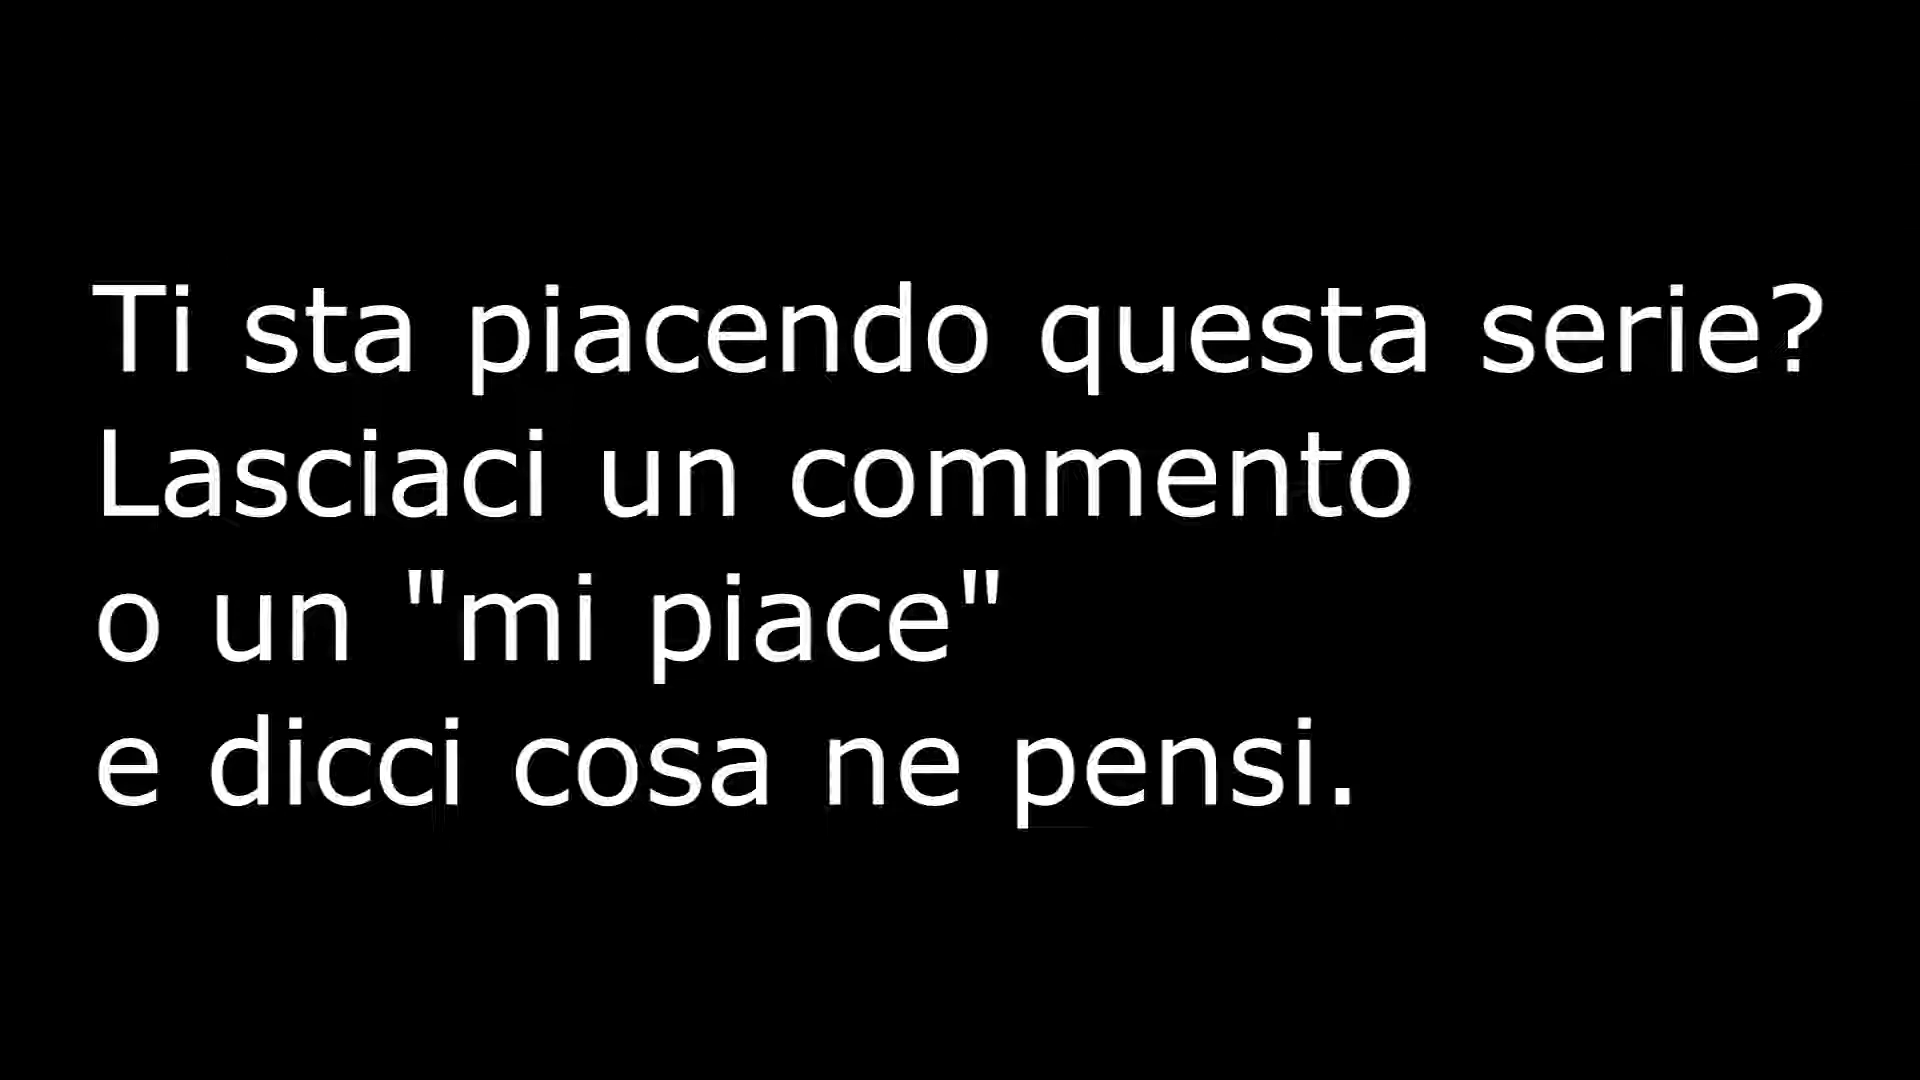 Ti sta piacendo questa serie?
Lasciaci un commento
o un "mi piace"
e dicci cosa ne pensi.